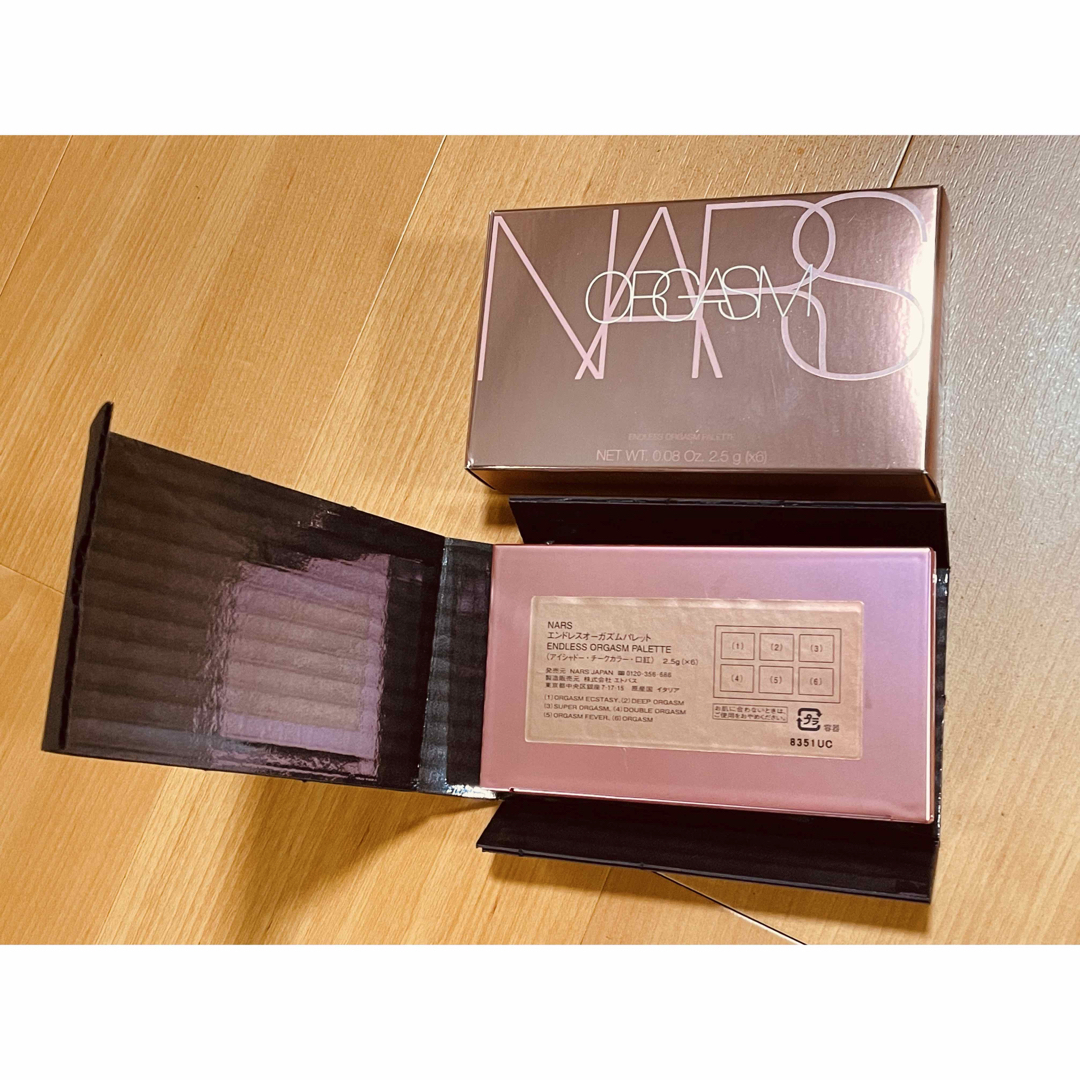 NARS
ORGASM
ENDLESS ORGASM PALETTE
NET WT. 0.08 Oz. 2.5 g (x6)
NARS
エンドレスオーガズムパレット
ENDLESS ORGASM PALETTE
(アイシャドー・チークカラー・口紅) 2.5g(×6)
発売元 NARS JAPAN ☎0120-356-686
製造販売元 株式会社 エトバス
東京都中央区銀座7-17-15 原産国 イタリア
(1)ORGASM ECSTASY, (2)DEEP ORGASM
(3)SUPER ORGASM, (4)DOUBLE ORGASM
(5)ORGASM FEVER, (6)ORGASM
(1) (2) (3)
(4) (5) (6)
お肌に合わないときは、
ご使用をおやめください。
プラ 容器
8351UC